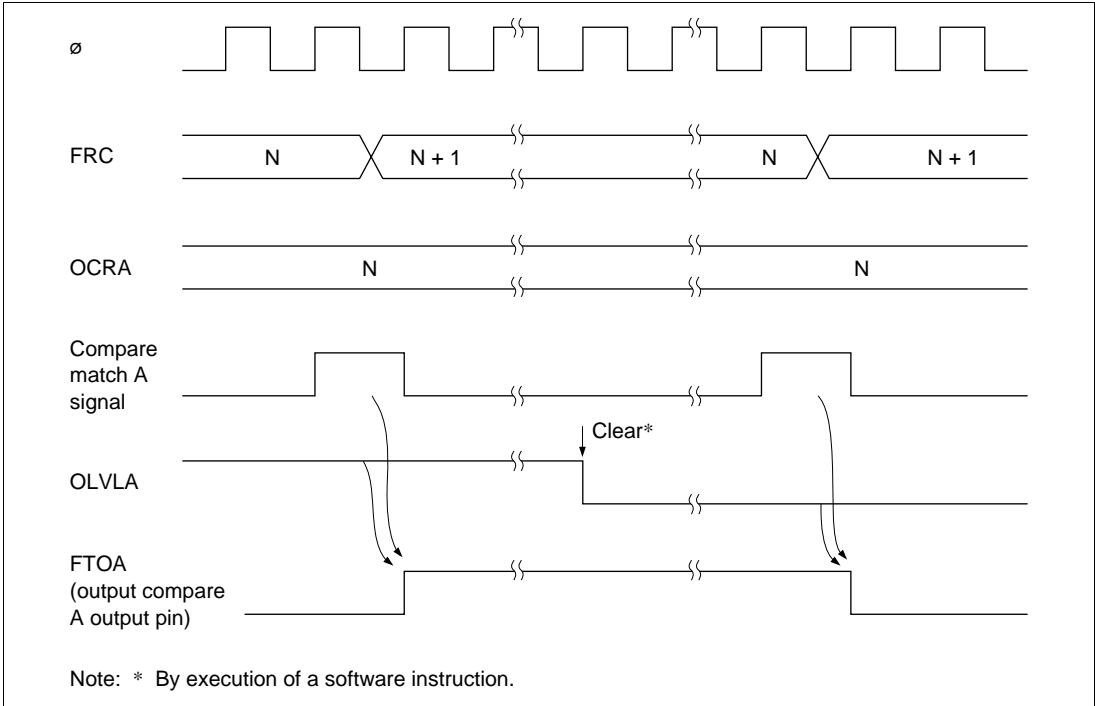 ø
FRC
N
N + 1
N
N + 1
OCRA
N
N
Compare
match A
signal
Clear*
OLVLA
FTOA
(output compare
A output pin)
Note: * By execution of a software instruction.